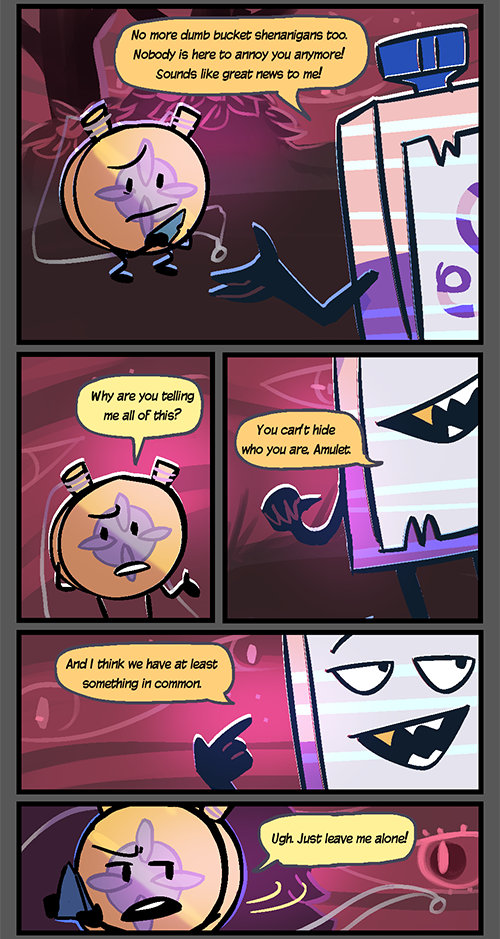 No more dumb bucket shenanigans too.
Nobody is here to annoy you anymore!
Sounds like great news to me!
Why are you telling
me all of this?
You can't hide
who you are, Amulet.
And I think we have at least
something in common.
Ugh. Just leave me alone!